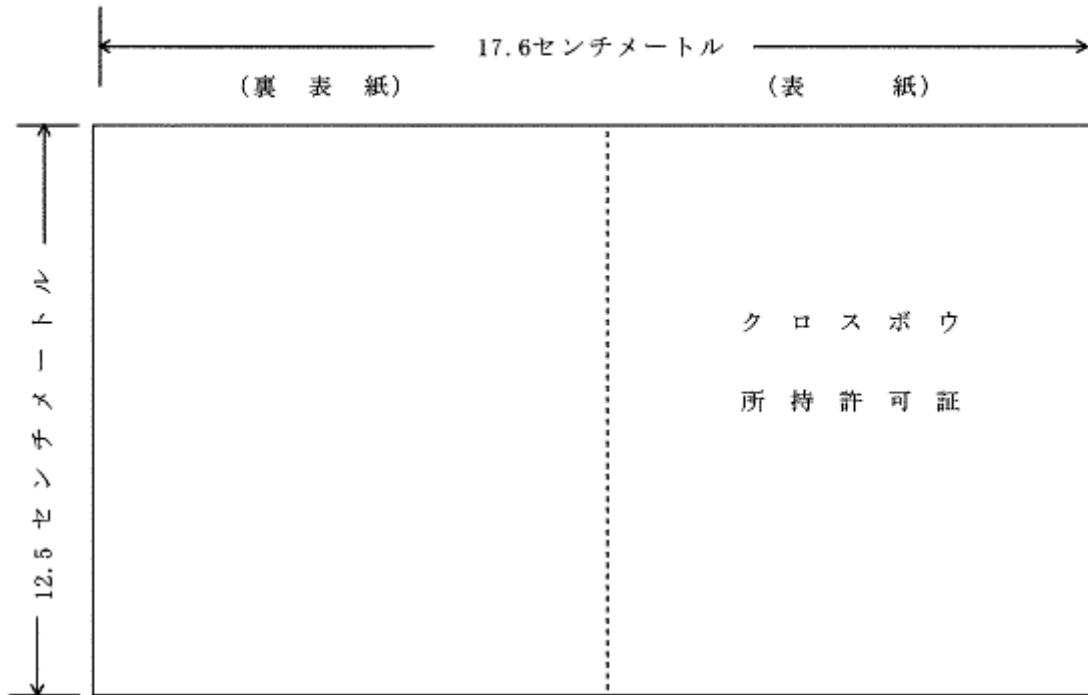 17.6センチメートル
(裏 表 紙)
(表 紙)
12.5センチメートル
クロスボウ
所持許可証